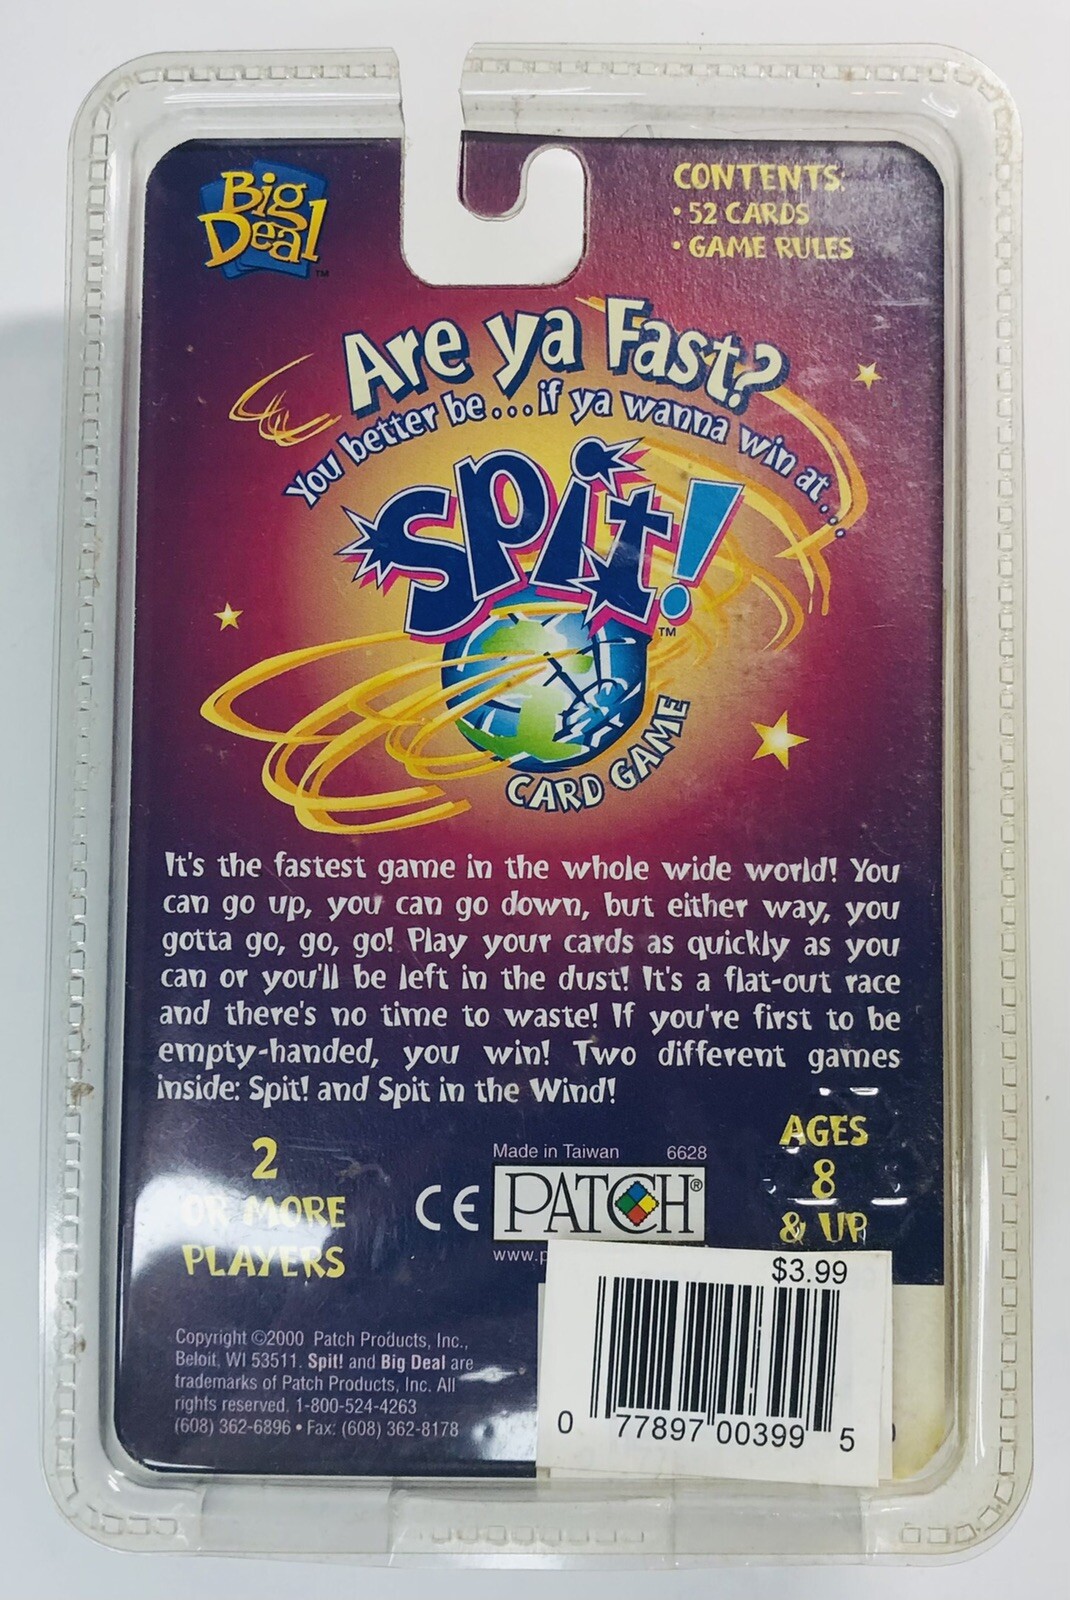 Big
Deal™
CONTENTS:
• 52 CARDS
• GAME RULES
Are ya Fast?
You better be...if ya wanna win at...
Spit!™
CARD GAME
It's the fastest game in the whole wide world! You
can go up, you can go down, but either way, you
gotta go, go, go! Play your cards as quickly as you
can or you'll be left in the dust! It's a flat-out race
and there's no time to waste! If you're first to be
empty-handed, you win! Two different games
inside: Spit! and Spit in the Wind!
2
OR MORE
PLAYERS
Made in Taiwan 6628
CE PATCH®
www.p
AGES
8
& UP
$3.99
0 77897 00399 5
Copyright ©2000 Patch Products, Inc.,
Beloit, WI 53511. Spit! and Big Deal are
trademarks of Patch Products, Inc. All
rights reserved. 1-800-524-4263
(608) 362-6896 • Fax: (608) 362-8178